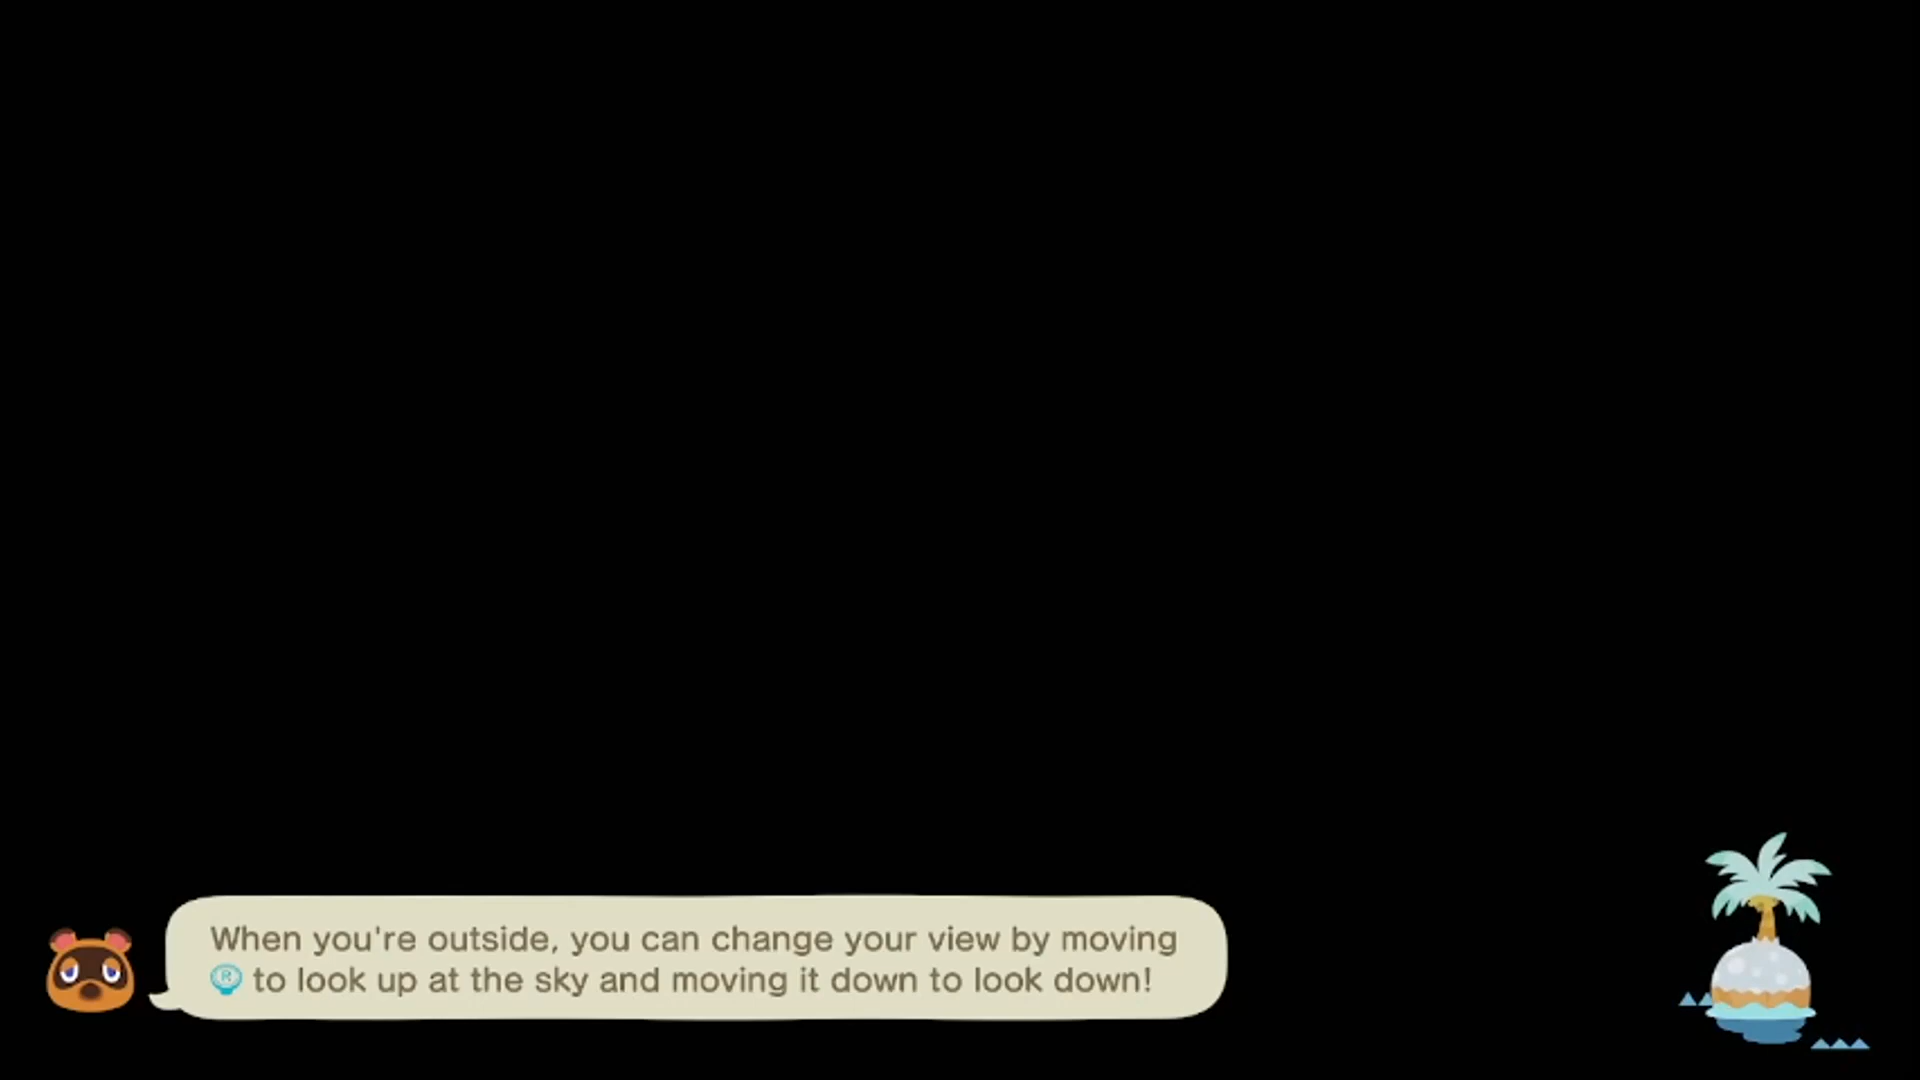 When you're outside, you can change your view by moving
R to look up at the sky and moving it down to look down!